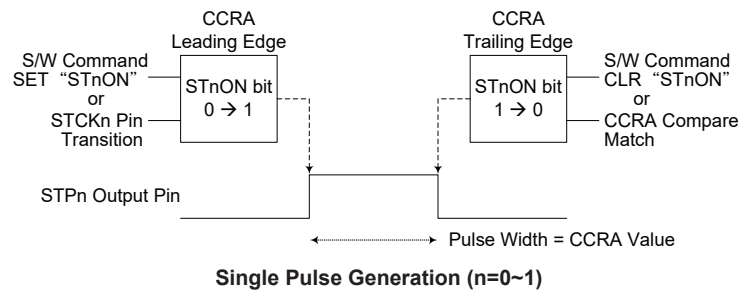 CCRA
Leading Edge
S/W Command
SET “STnON”
or
STCKn Pin
Transition
STnON bit
0 → 1
CCRA
Trailing Edge
STnON bit
1 → 0
S/W Command
CLR “STnON”
or
CCRA Compare
Match
STPn Output Pin
Pulse Width = CCRA Value
Single Pulse Generation (n=0~1)